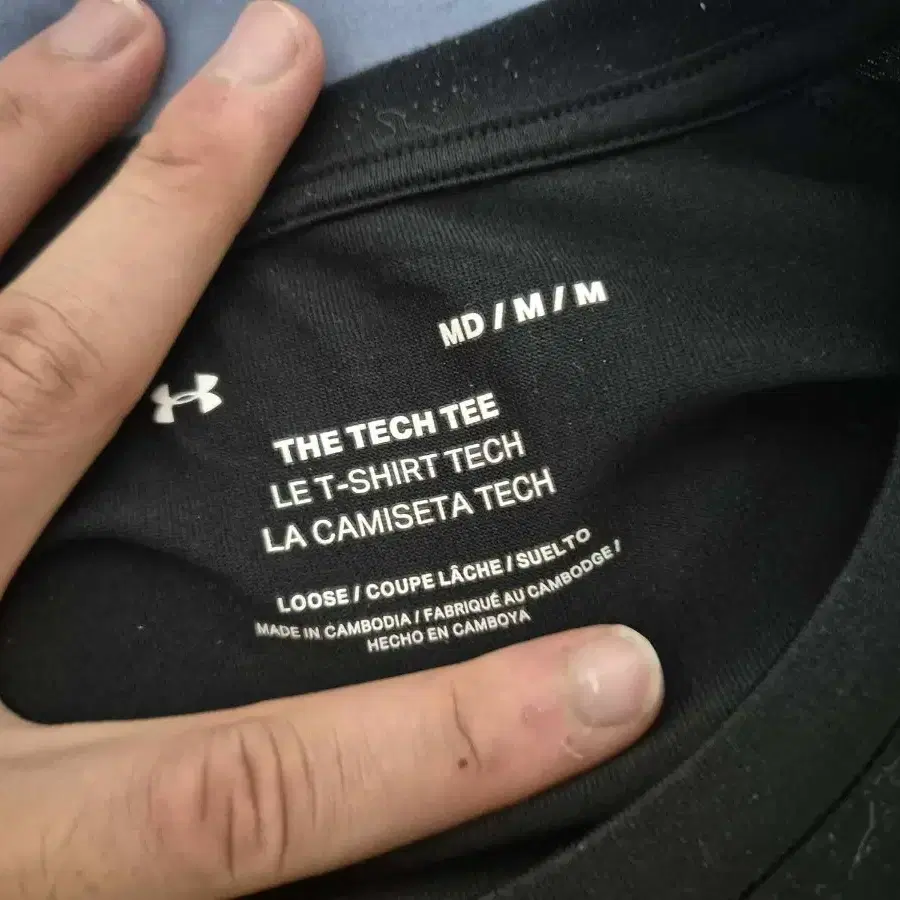 MD / M / M
THE TECH TEE
LE T-SHIRT TECH
LA CAMISETA TECH
LOOSE / COUPE LÂCHE / SUELTO
MADE IN CAMBODIA / FABRIQUÉ AU CAMBODGE /
HECHO EN CAMBOYA